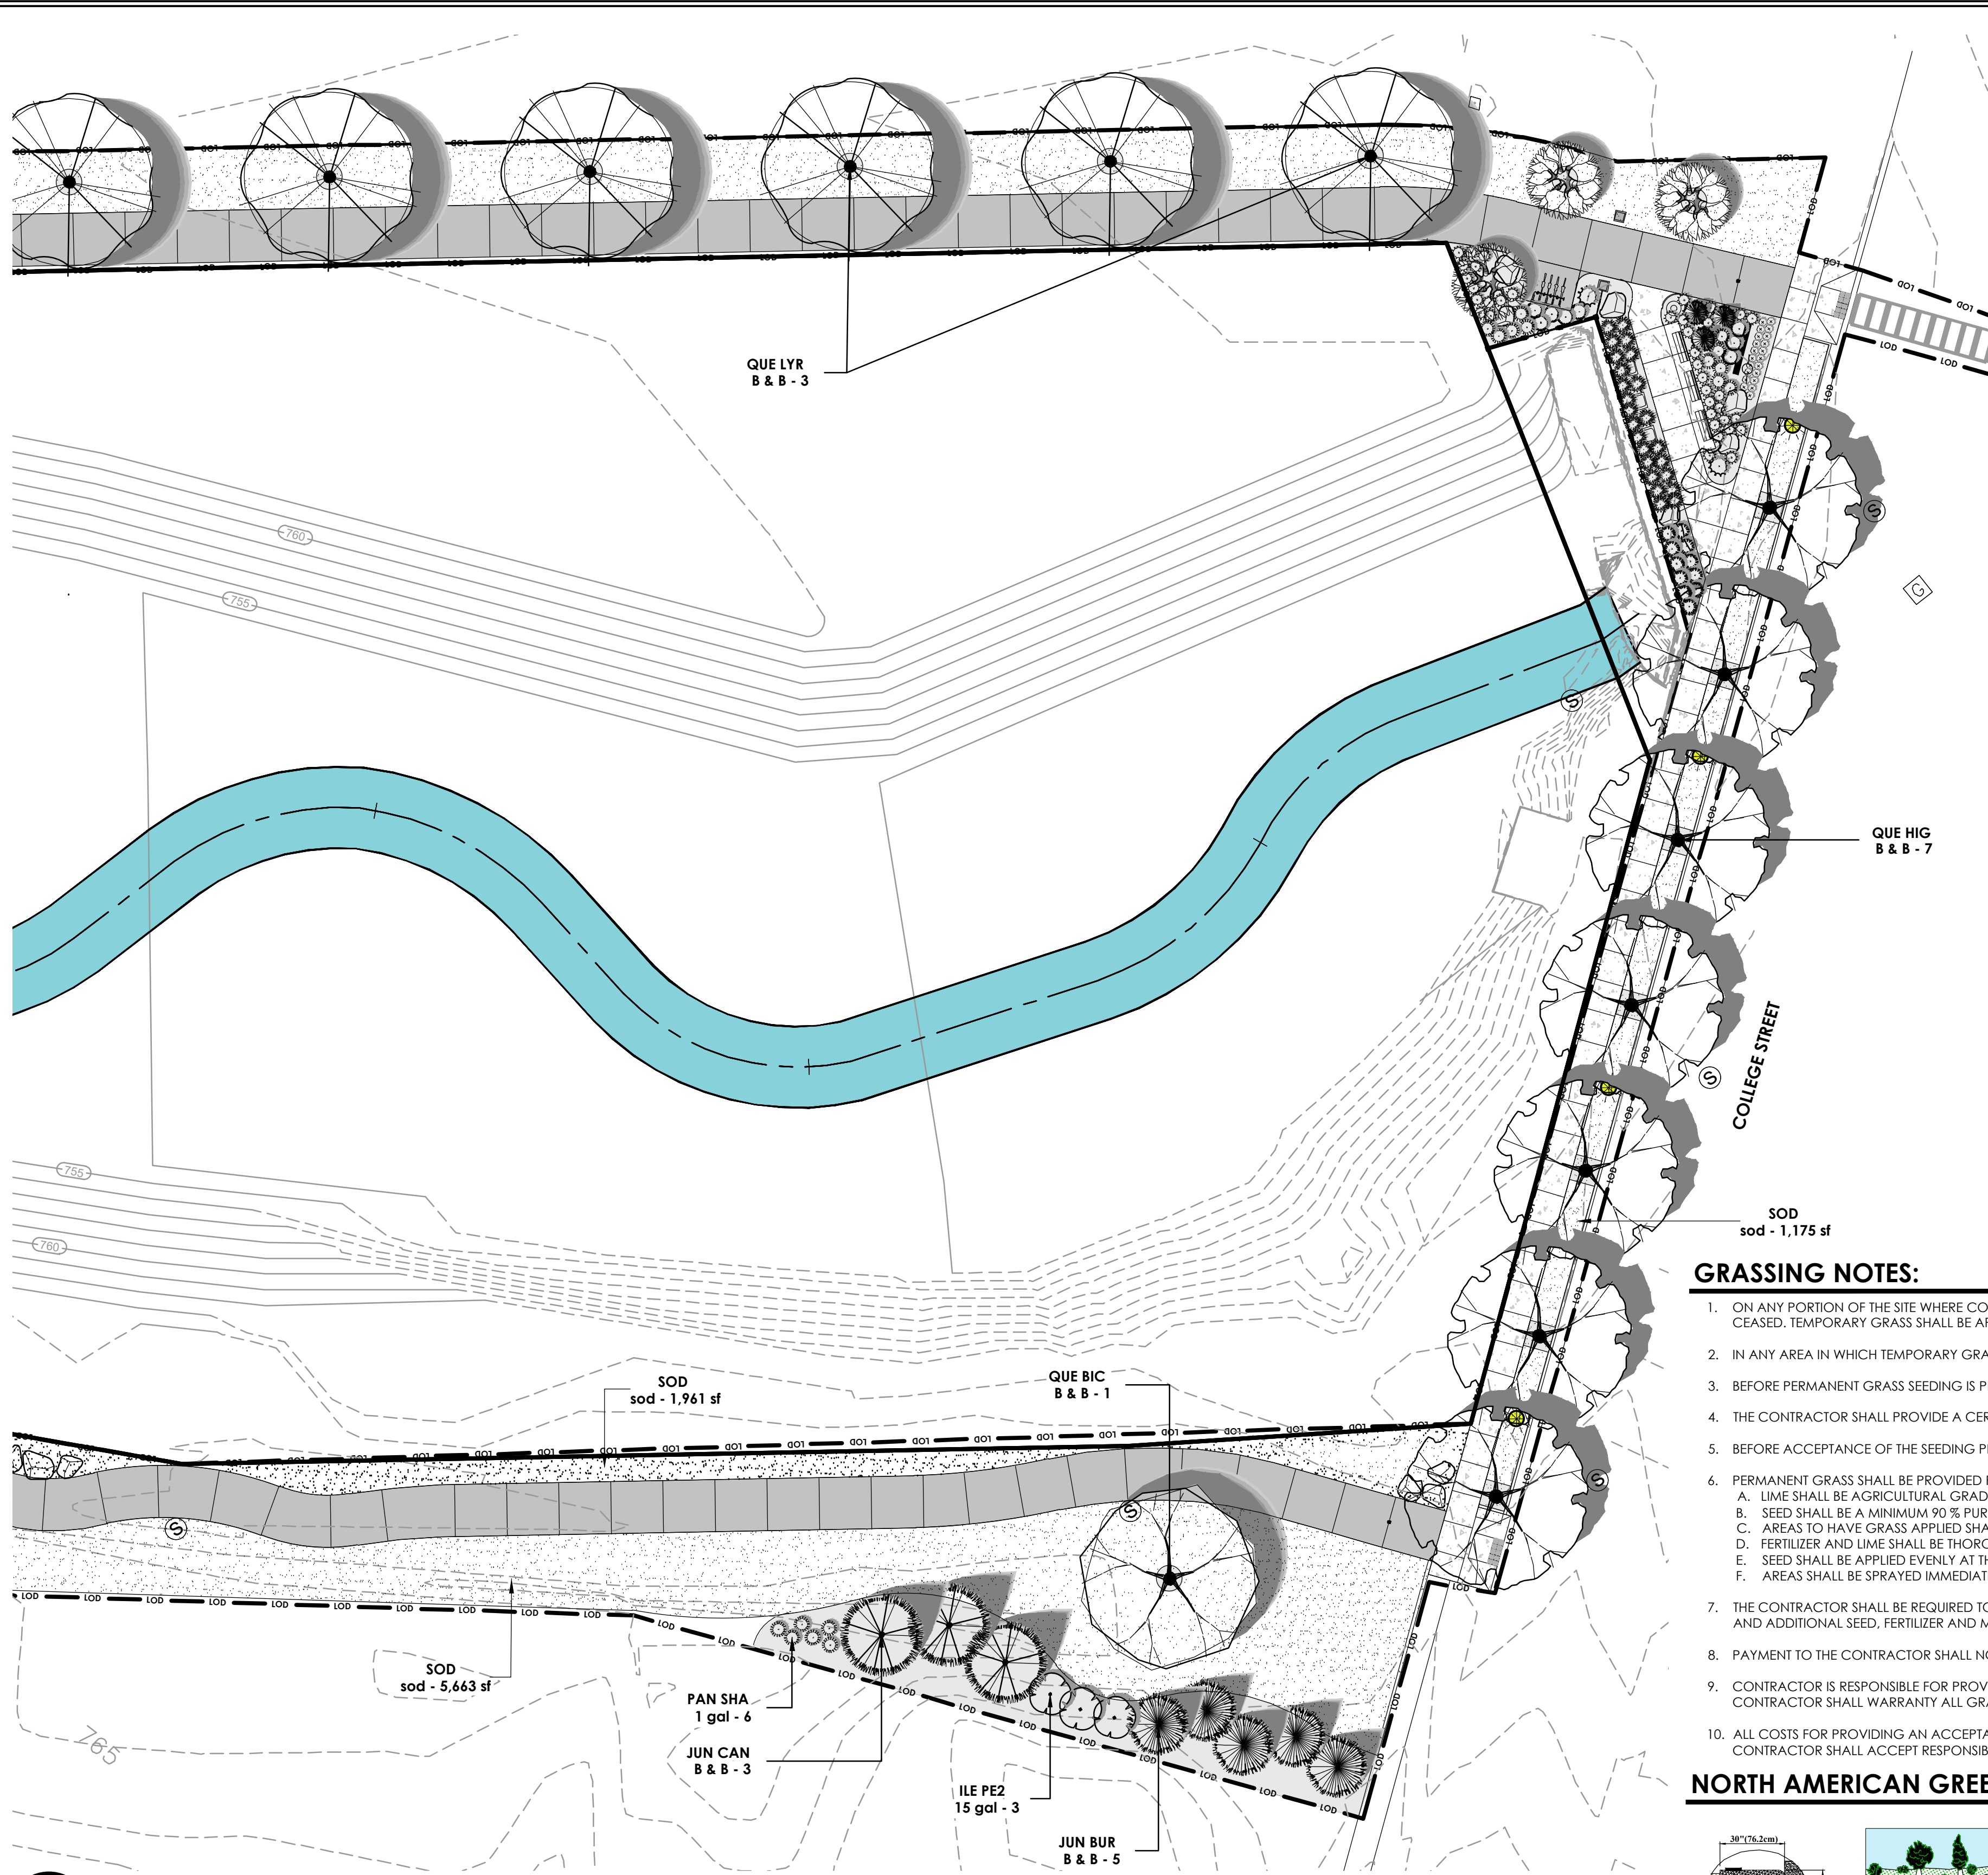 QUE LYR
B & B - 3
760
755
QUE HIG
B & B - 7
COLLEGE STREET
755
760
SOD
sod - 1,175 sf
SOD
sod - 1,961 sf
QUE BIC
B & B - 1
SOD
sod - 5,663 sf
PAN SHA
1 gal - 6
JUN CAN
B & B - 3
ILE PE2
15 gal - 3
JUN BUR
B & B - 5
765
LOD
S
G
GRASSING NOTES:
1. ON ANY PORTION OF THE SITE WHERE CO
CEASED. TEMPORARY GRASS SHALL BE
2. IN ANY AREA IN WHICH TEMPORARY GRA
3. BEFORE PERMANENT GRASS SEEDING IS P
4. THE CONTRACTOR SHALL PROVIDE A CER
5. BEFORE ACCEPTANCE OF THE SEEDING
6. PERMANENT GRASS SHALL BE PROVIDED
A. LIME SHALL BE AGRICULTURAL GRAD
B. SEED SHALL BE A MINIMUM 90 % PUR
C. AREAS TO HAVE GRASS APPLIED SHA
D. FERTILIZER AND LIME SHALL BE THORO
E. SEED SHALL BE APPLIED EVENLY AT
F. AREAS SHALL BE SPRAYED IMMEDIAT
7. THE CONTRACTOR SHALL BE REQUIRED TO
AND ADDITIONAL SEED, FERTILIZER AND
8. PAYMENT TO THE CONTRACTOR SHALL
9. CONTRACTOR IS RESPONSIBLE FOR PROV
CONTRACTOR SHALL WARRANTY ALL GRA
10. ALL COSTS FOR PROVIDING AN ACCEPTA
CONTRACTOR SHALL ACCEPT RESPONSIB
NORTH AMERICAN GREE
30"(76.2cm)